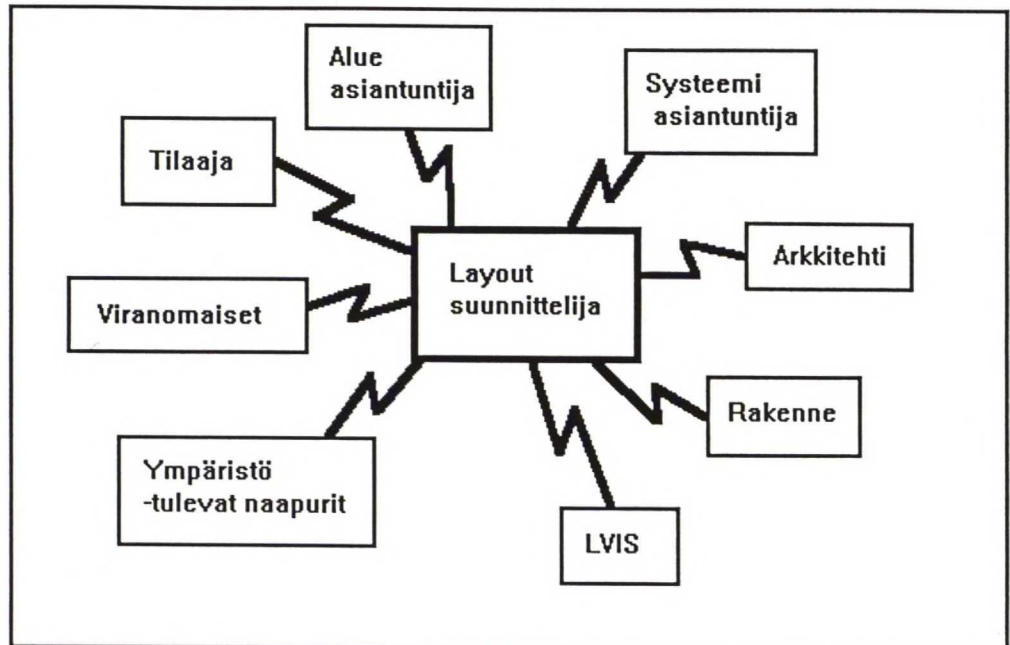 Alue
asiantuntija
Systeemi
asiantuntija
Tilaaja
Arkkitehti
Layout
suunnittelija
Viranomaiset
Rakenne
Ympäristö
-tulevat naapurit
LVIS